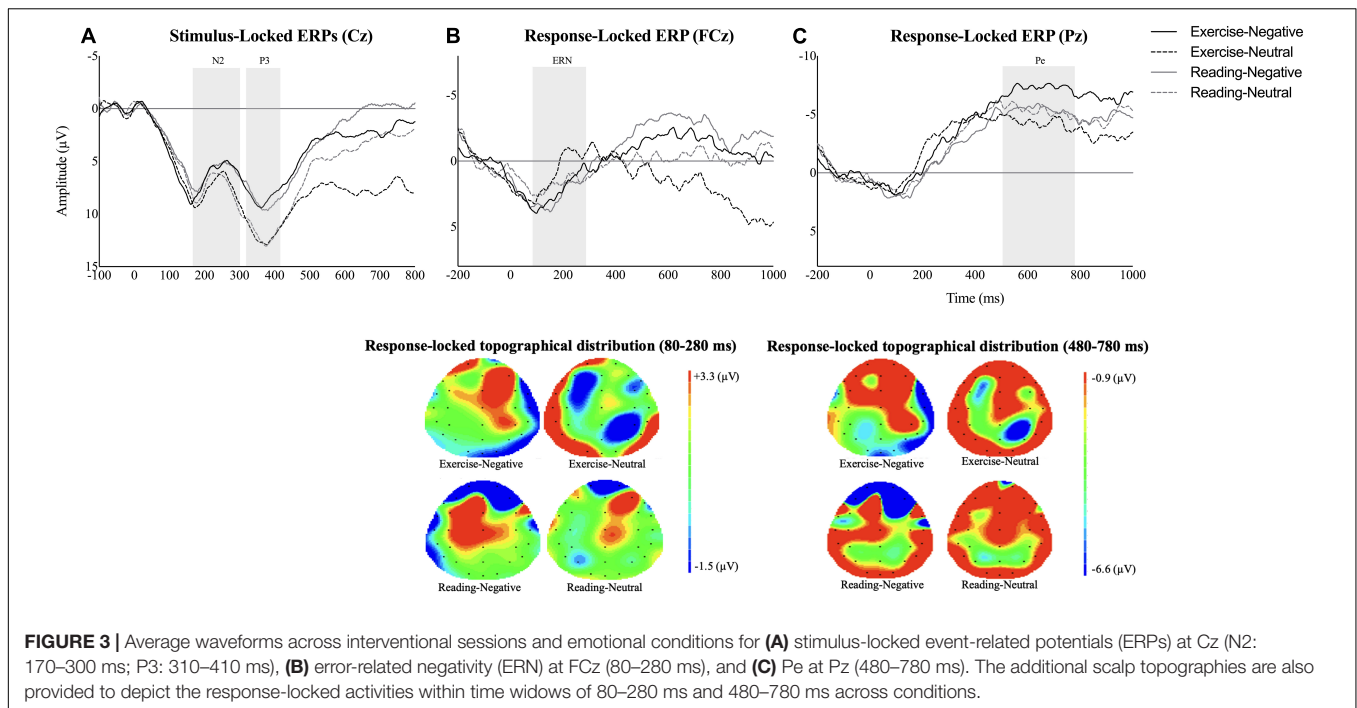 A Stimulus-Locked ERPs (Cz)
-5
0
5
10
15
Amplitude (µV)
N2 P3
-100 0 100 200 300 400 500 600 700 800
B Response-Locked ERP (FCz)
-5
0
5
ERN
-200 0 200 400 600 800 1000
C Response-Locked ERP (Pz)
-10
-5
0
5
Pe
-200 0 200 400 600 800 1000
Time (ms)
Exercise-Negative
Exercise-Neutral
Reading-Negative
Reading-Neutral
Response-locked topographical distribution (80-280 ms)
+3.3 (µV)
Exercise-Negative Exercise-Neutral
Reading-Negative Reading-Neutral
-1.5 (µV)
Response-locked topographical distribution (480-780 ms)
-0.9 (µV)
Exercise-Negative Exercise-Neutral
Reading-Negative Reading-Neutral
-6.6 (µV)
FIGURE 3 | Average waveforms across interventional sessions and emotional conditions for (A) stimulus-locked event-related potentials (ERPs) at Cz (N2:
170–300 ms; P3: 310–410 ms), (B) error-related negativity (ERN) at FCz (80–280 ms), and (C) Pe at Pz (480–780 ms). The additional scalp topographies are also
provided to depict the response-locked activities within time widows of 80–280 ms and 480–780 ms across conditions.